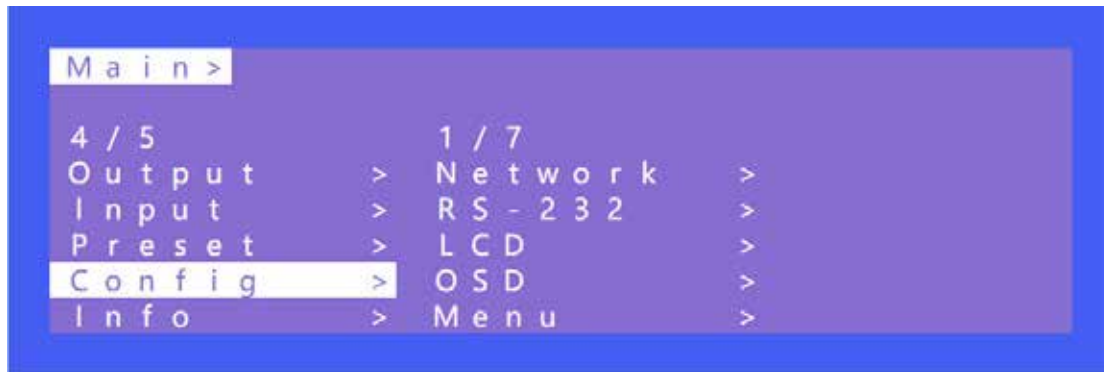 Main>
4/5 1/7
Output > Network >
Input > RS-232 >
Preset > LCD >
Config > OSD >
Info > Menu >